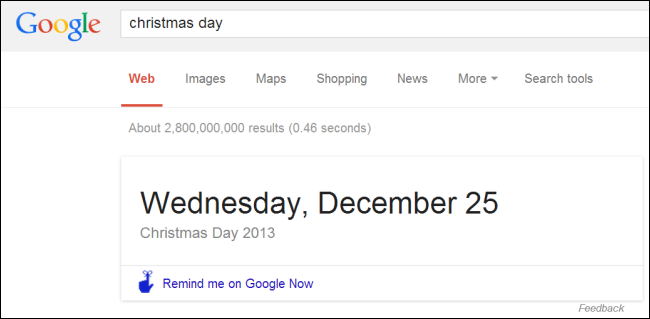 Google christmas day
Web Images Maps Shopping News More Search tools
About 2,800,000,000 results (0.46 seconds)
Wednesday, December 25
Christmas Day 2013
Remind me on Google Now
Feedback